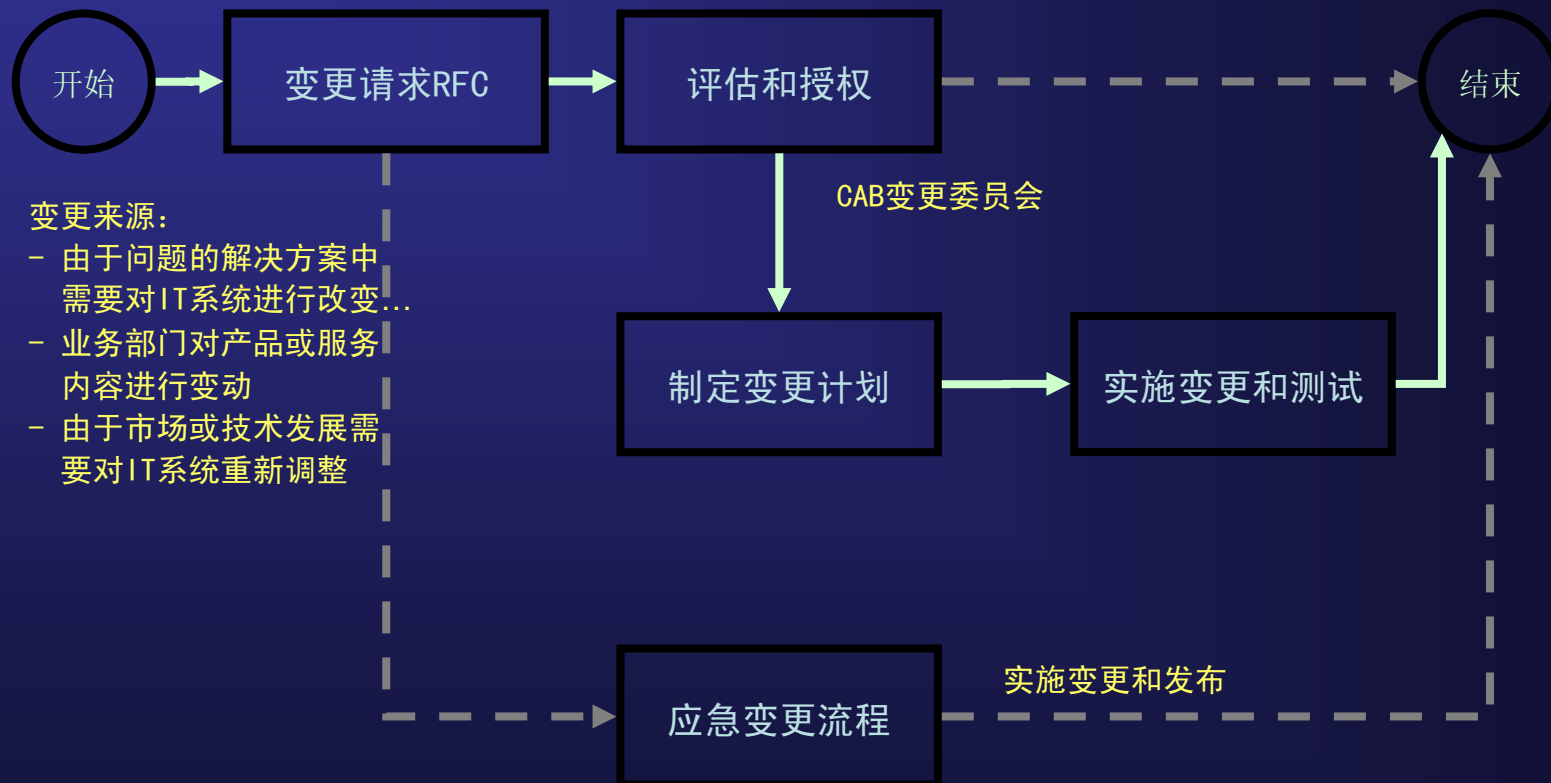 开始
变更请求RFC
评估和授权
结束
CAB变更委员会
变更来源：
- 由于问题的解决方案中
需要对IT系统进行改变…
- 业务部门对产品或服务
内容进行变动
- 由于市场或技术发展需
要对IT系统重新调整
制定变更计划
实施变更和测试
应急变更流程
实施变更和发布